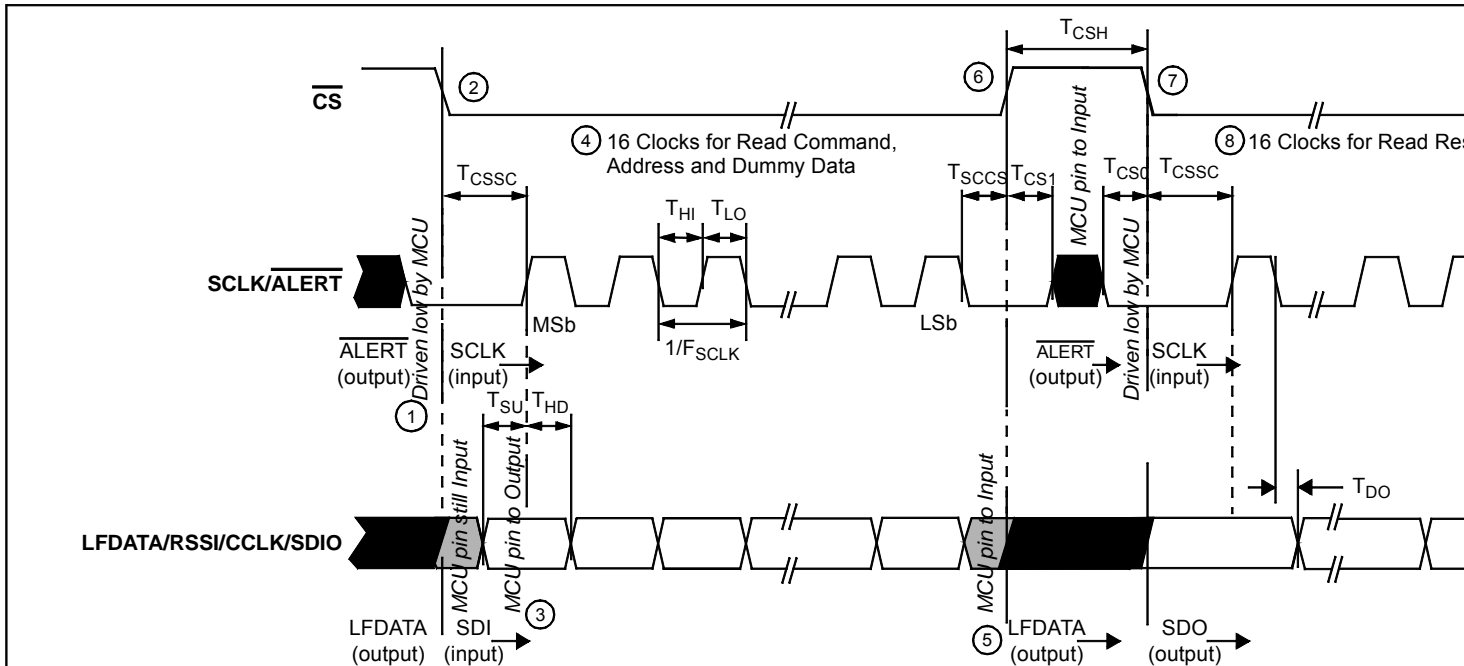 T_CSH
CS
2
6
7
4 16 Clocks for Read Command,
Address and Dummy Data
8 16 Clocks for Read Res
MCU pin to Input
T_CSSC
T_SCCS
T_CS1
T_CS0
T_CSSC
T_HI
T_LO
Driven low by MCU
SCLK/ALERT
Driven low by MCU
MSb
LSb
1/F_SCLK
ALERT
(output)
SCLK
(input)
ALERT
(output)
SCLK
(input)
1
T_SU
T_HD
MCU pin still Input
MCU pin to Output
MCU pin to Input
T_DO
LFDATA/RSSI/CCLK/SDIO
3
5
LFDATA
(output)
SDI
(input)
LFDATA
(output)
SDO
(output)